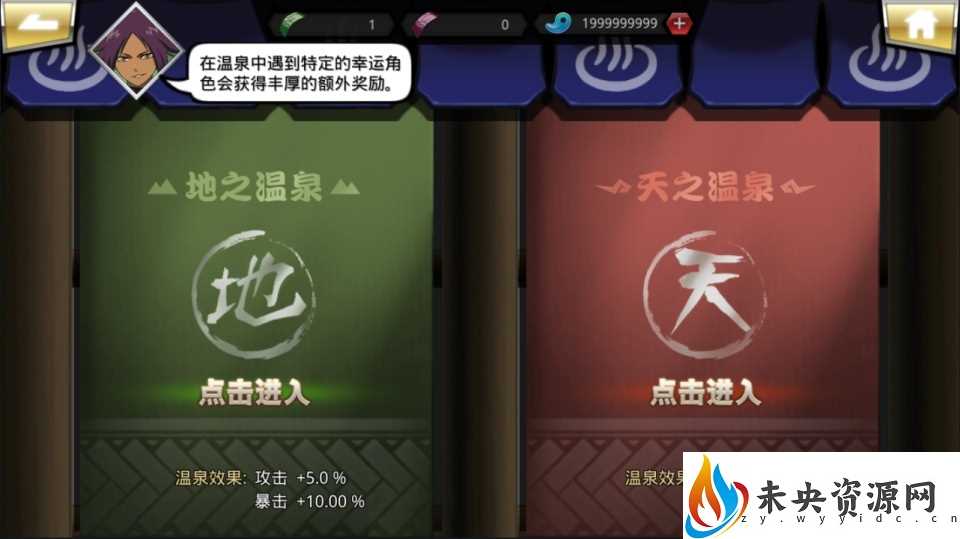 1
0
1999999999
在温泉中遇到特定的幸运角
色会获得丰厚的额外奖励。
地之温泉
地
点击进入
温泉效果: 攻击 +5.0 %
暴击 +10.00 %
天之温泉
天
点击进入
温泉效
未央资源网
zy.wyyidc.cn